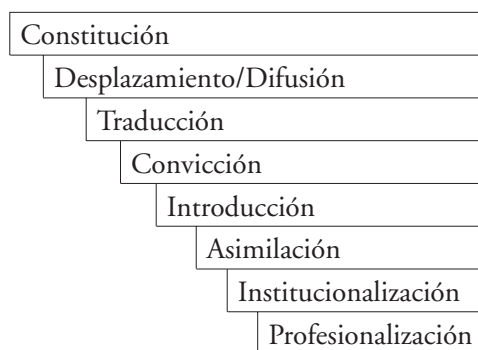 Constitución
Desplazamiento/Difusión
Traducción
Convicción
Introducción
Asimilación
Institucionalización
Profesionalización